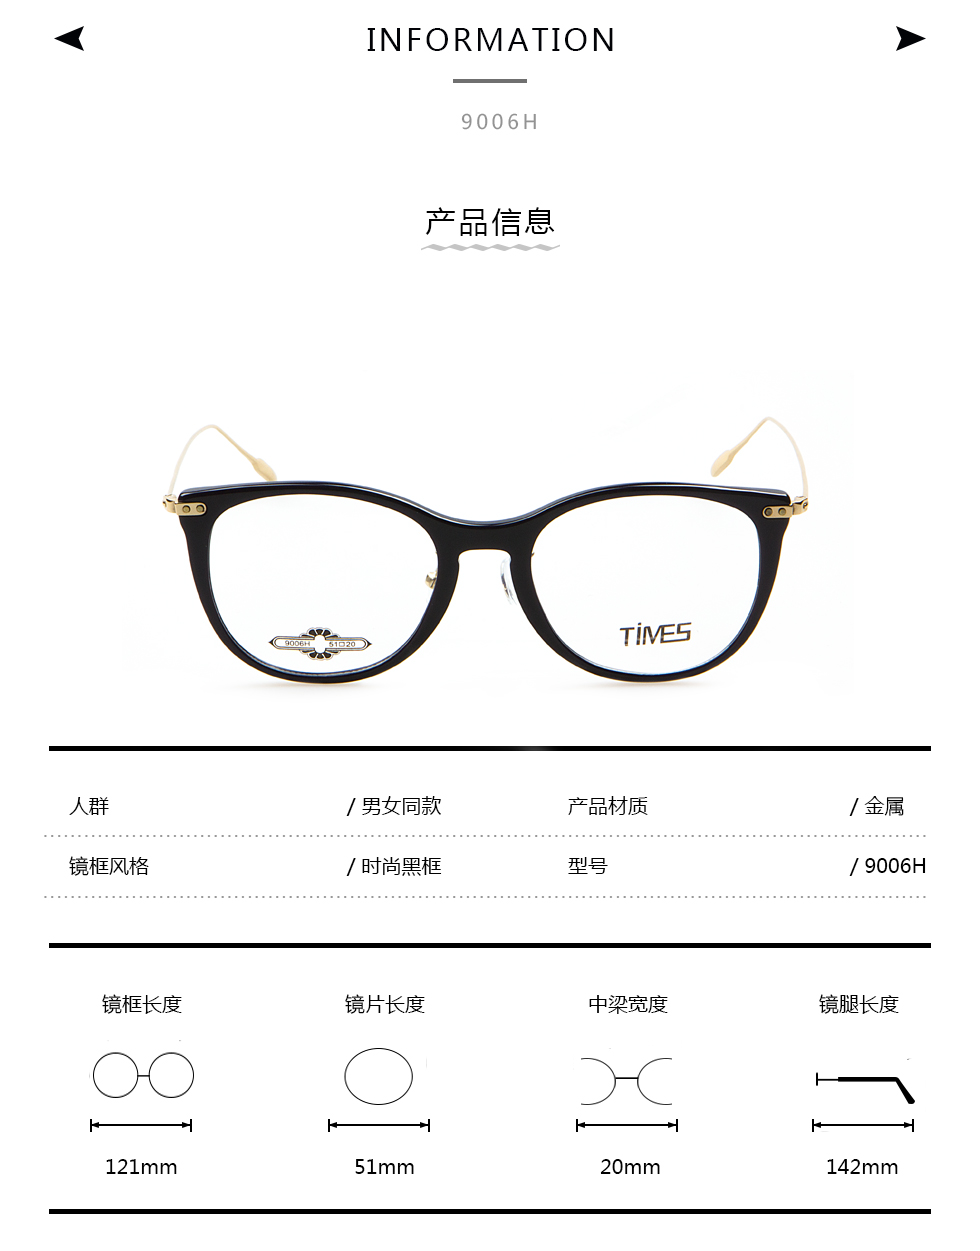 INFORMATION
9006H
产品信息
9006H 51□20
TiMES
人群 / 男女同款 产品材质 / 金属
镜框风格 / 时尚黑框 型号 / 9006H
镜框长度 镜片长度 中梁宽度 镜腿长度
121mm 51mm 20mm 142mm